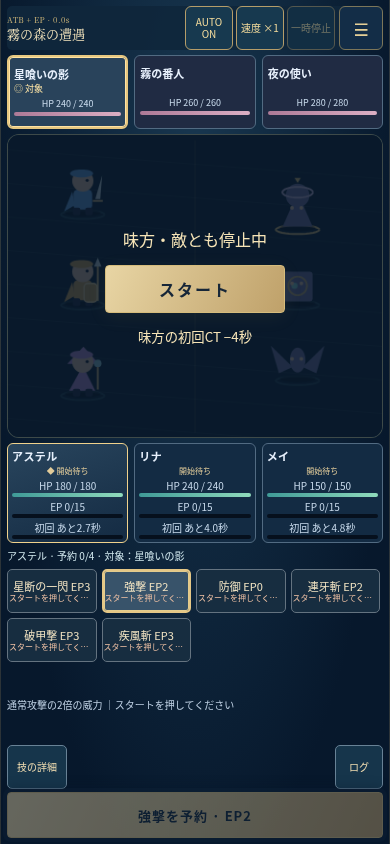 ATB + EP · 0.0s
霧の森の遭遇
AUTO
ON
速度 ×1
一時停止
☰
星喰いの影
◎ 対象
HP 240 / 240
霧の番人
HP 260 / 260
夜の使い
HP 280 / 280
味方・敵とも停止中
スタート
味方の初回CT −4秒
アステル
◆ 開始待ち
HP 180 / 180
EP 0/15
初回 あと2.7秒
リナ
開始待ち
HP 240 / 240
EP 0/15
初回 あと4.0秒
メイ
開始待ち
HP 150 / 150
EP 0/15
初回 あと4.8秒
アステル · 予約 0/4 · 対象：星喰いの影
星断の一閃 EP3
スタートを押してく…
強撃 EP2
スタートを押してく…
防御 EP0
スタートを押してく…
連牙斬 EP2
スタートを押してく…
破甲撃 EP3
スタートを押してく…
疾風斬 EP3
スタートを押してく…
通常攻撃の2倍の威力｜スタートを押してください
技の詳細
ログ
強撃を予約 · EP2